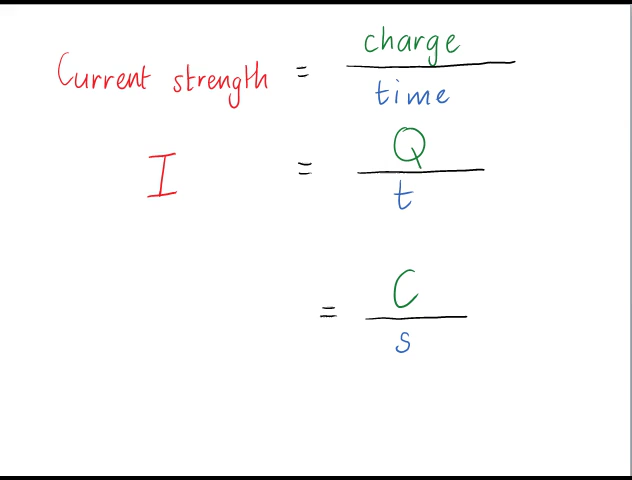 Current strength = charge / time
I = Q / t
= C / s